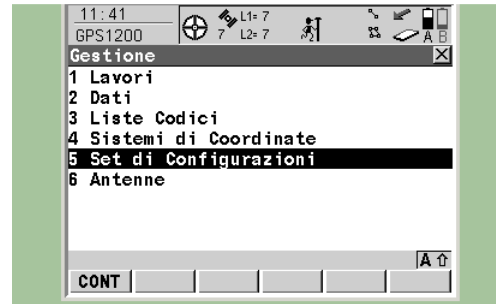 11:41
GPS1200
7
L1= 7
L2= 7
A B
Gestione
1 Lavori
2 Dati
3 Liste Codici
4 Sistemi di Coordinate
5 Set di Configurazioni
6 Antenne
A
CONT